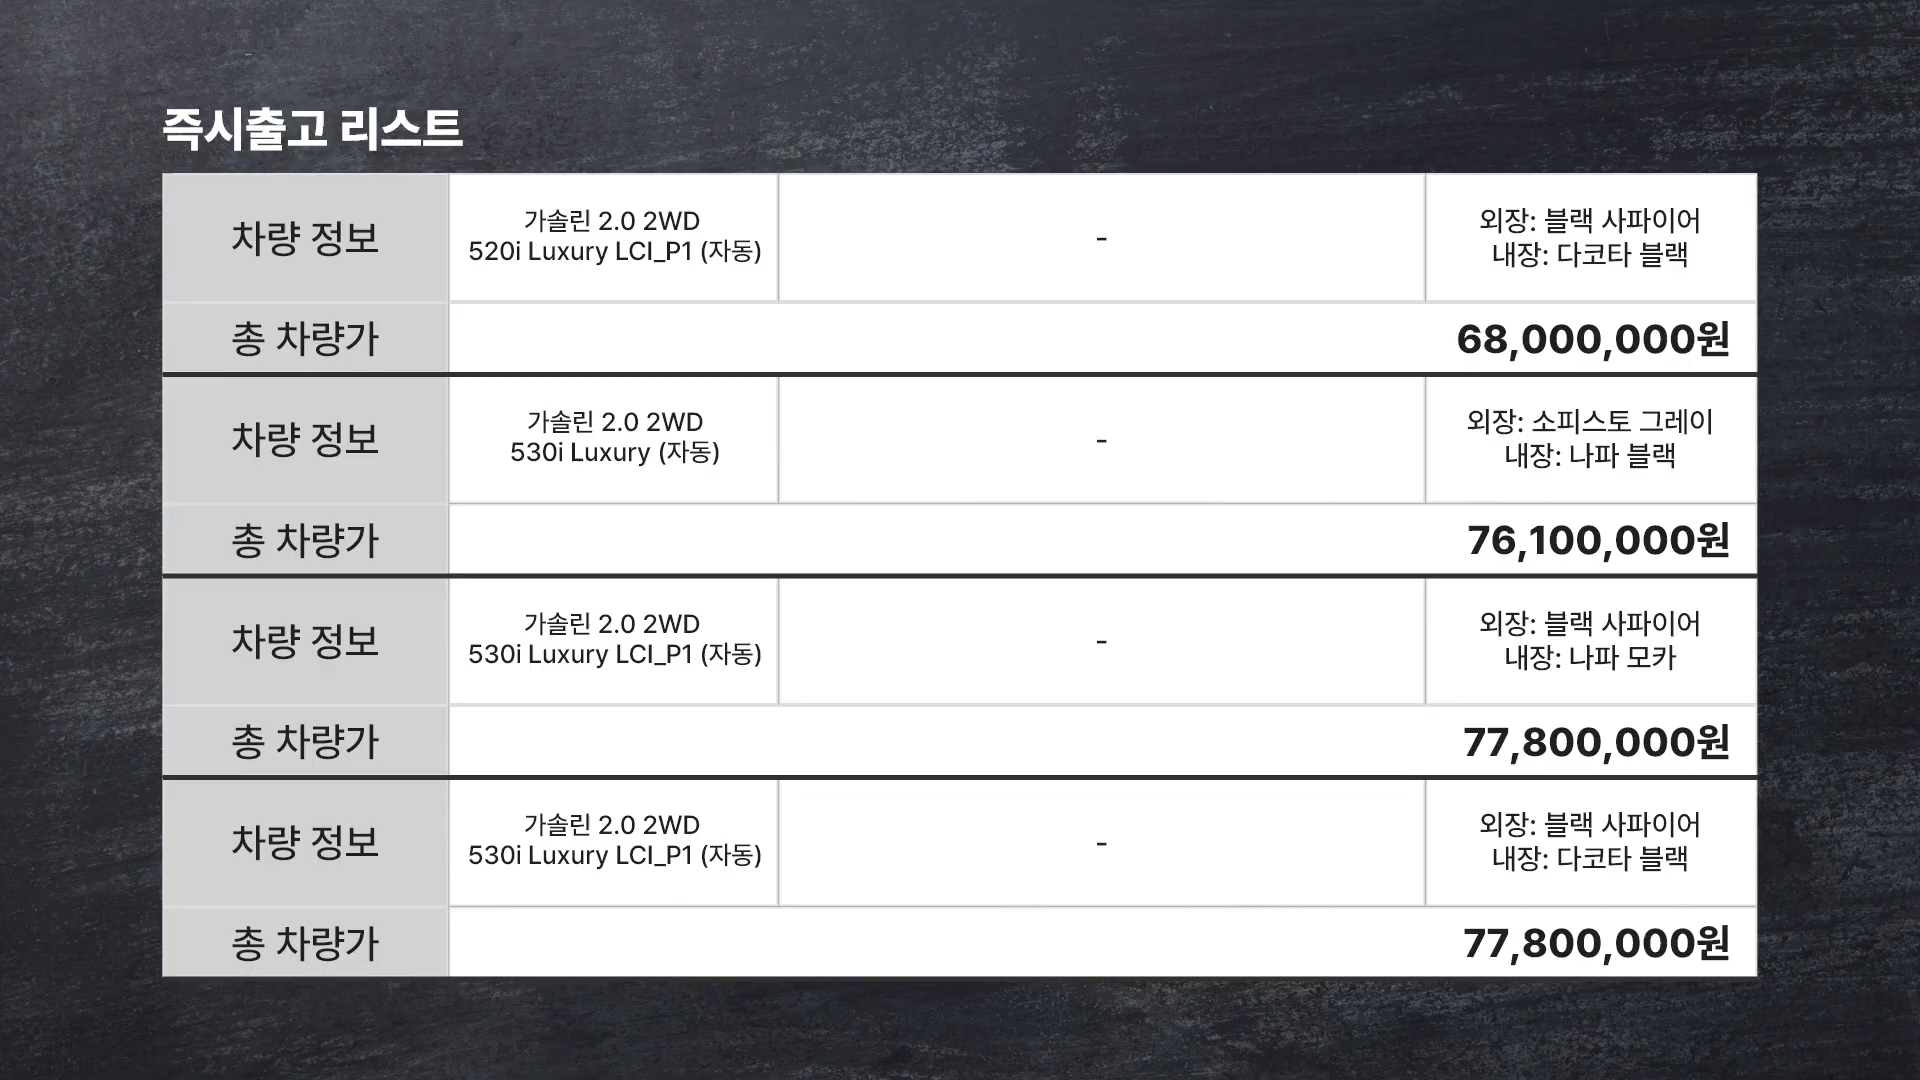 즉시출고 리스트
차량 정보
가솔린 2.0 2WD
520i Luxury LCI_P1 (자동)
-
외장: 블랙 사파이어
내장: 다코타 블랙
총 차량가
68,000,000원
차량 정보
가솔린 2.0 2WD
530i Luxury (자동)
-
외장: 소피스토 그레이
내장: 나파 블랙
총 차량가
76,100,000원
차량 정보
가솔린 2.0 2WD
530i Luxury LCI_P1 (자동)
-
외장: 블랙 사파이어
내장: 나파 모카
총 차량가
77,800,000원
차량 정보
가솔린 2.0 2WD
530i Luxury LCI_P1 (자동)
-
외장: 블랙 사파이어
내장: 다코타 블랙
총 차량가
77,800,000원